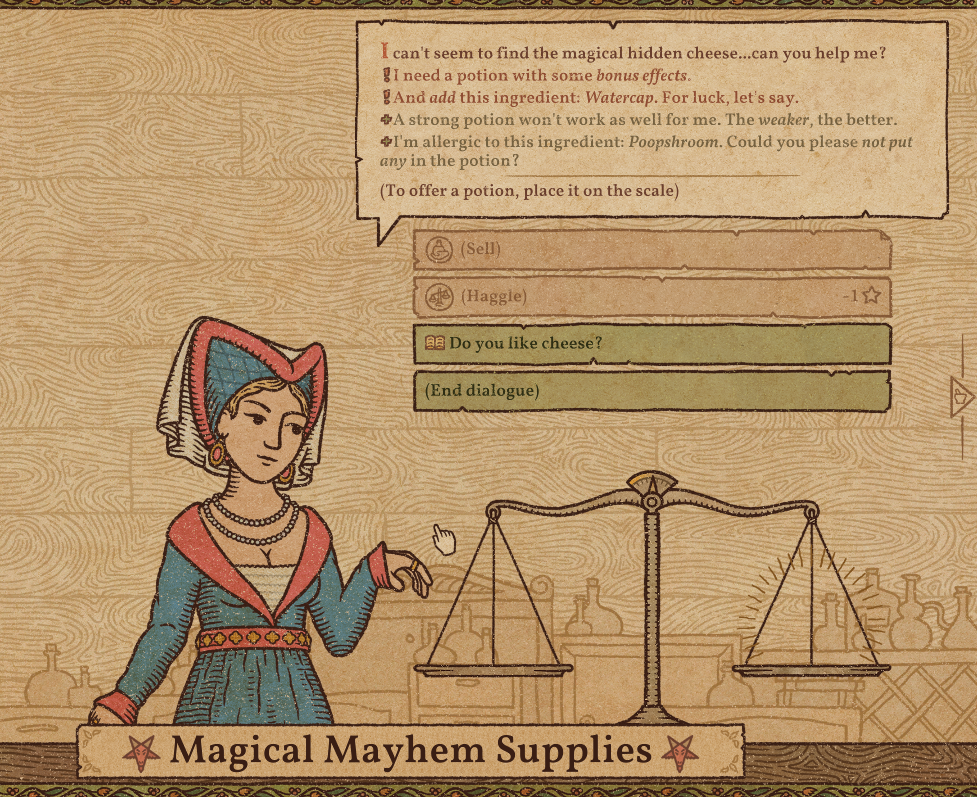 I can't seem to find the magical hidden cheese...can you help me?
I need a potion with some bonus effects.
And add this ingredient: Watercap. For luck, let's say.
A strong potion won't work as well for me. The weaker, the better.
I'm allergic to this ingredient: Poopshroom. Could you please not put
any in the potion?
(To offer a potion, place it on the scale)
(Sell)
(Haggle) -1
Do you like cheese?
(End dialogue)
Magical Mayhem Supplies